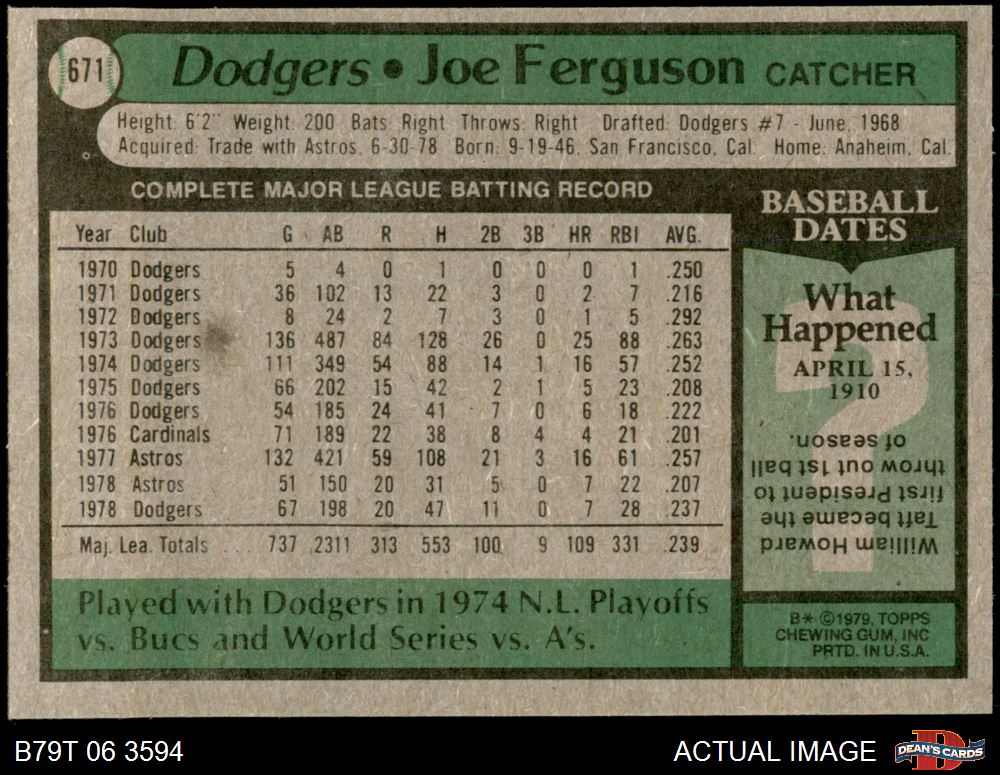 671
Dodgers • Joe Ferguson CATCHER
Height: 6'2" Weight: 200 Bats: Right Throws: Right Drafted: Dodgers #7 - June, 1968
Acquired: Trade with Astros, 6-30-78 Born: 9-19-46, San Francisco, Cal. Home: Anaheim, Cal.
COMPLETE MAJOR LEAGUE BATTING RECORD
Year Club G AB R H 2B 3B HR RBI AVG.
1970 Dodgers 5 4 0 1 0 0 0 1 .250
1971 Dodgers 36 102 13 22 3 0 2 7 .216
1972 Dodgers 8 24 2 7 3 0 1 5 .292
1973 Dodgers 136 487 84 128 26 0 25 88 .263
1974 Dodgers 111 349 54 88 14 1 16 57 .252
1975 Dodgers 66 202 15 42 2 1 5 23 .208
1976 Dodgers 54 185 24 41 7 0 6 18 .222
1976 Cardinals 71 189 22 38 8 4 4 21 .201
1977 Astros 132 421 59 108 21 3 16 61 .257
1978 Astros 51 150 20 31 5 0 7 22 .207
1978 Dodgers 67 198 20 47 11 0 7 28 .237
Maj. Lea. Totals .... 737 2311 313 553 100 9 109 331 .239
Played with Dodgers in 1974 N.L. Playoffs
vs. Bucs and World Series vs. A's.
BASEBALL
DATES
What
Happened
APRIL 15,
1910
?
William Howard
Taft became the
first President to
throw out 1st ball
of season.
B* ©1979, TOPPS
CHEWING GUM, INC
PRTD. IN U.S.A.
B79T 06 3594
ACTUAL IMAGE
D
DEAN'S CARDS